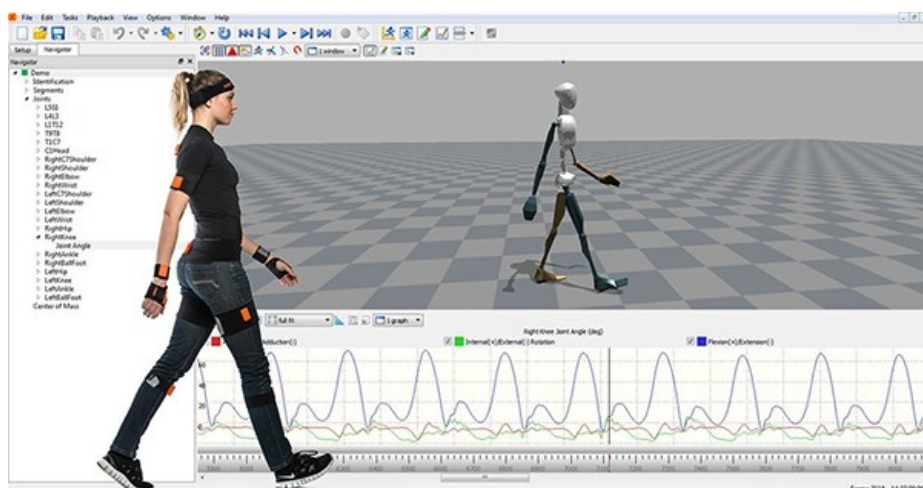 File Edit Tasks Playback View Options Window Help
1 window
Setup Navigator
Navigator
Demo
Identification
Segments
Joints
L5S1
L4L3
L1T12
T9T8
T1C7
C1Head
RightC7Shoulder
RightShoulder
RightElbow
RightWrist
LeftC7Shoulder
LeftShoulder
LeftElbow
LeftWrist
RightHip
RightKnee
Joint Angle
RightAnkle
RightBallFoot
LeftHip
LeftKnee
LeftAnkle
LeftBallFoot
Center of Mass
full fit 1 graph
Right Knee Joint Angle (deg)
Adduction(-) Internal(+)/External(-) Rotation Flexion(+)/Extension(-)
60
40
20